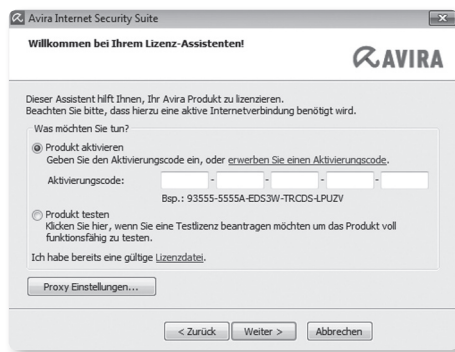 Avira Internet Security Suite
Willkommen bei Ihrem Lizenz-Assistenten!
AVIRA
Dieser Assistent hilft Ihnen, Ihr Avira Produkt zu lizenzieren.
Beachten Sie bitte, dass hierzu eine aktive Internetverbindung benötigt wird.
Was möchten Sie tun?
Produkt aktivieren
Geben Sie den Aktivierungscode ein, oder erwerben Sie einen Aktivierungscode.
Aktivierungscode: - - - -
Bsp.: 93555-5555A-EDS3W-TRCDS-LPUZV
Produkt testen
Klicken Sie hier, wenn Sie eine Testlizenz beantragen möchten um das Produkt voll
funktionsfähig zu testen.
Ich habe bereits eine gültige Lizenzdatei.
Proxy Einstellungen...
< Zurück Weiter > Abbrechen